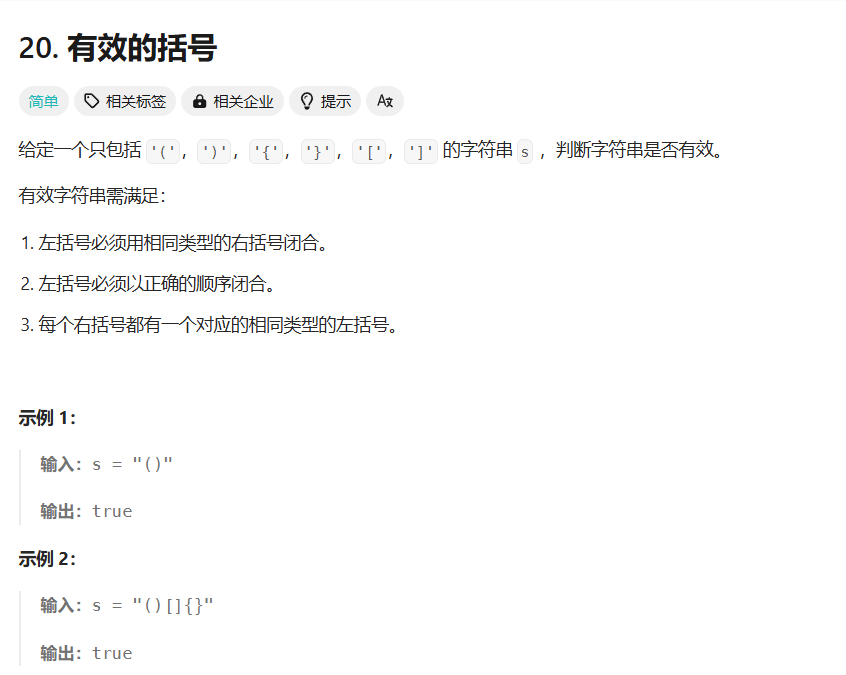 20. 有效的括号
简单 相关标签 相关企业 提示 Aあ
给定一个只包括 '('，')'，'{'，'}'，'['，']' 的字符串 s ，判断字符串是否有效。
有效字符串需满足：
1. 左括号必须用相同类型的右括号闭合。
2. 左括号必须以正确的顺序闭合。
3. 每个右括号都有一个对应的相同类型的左括号。
示例 1：
输入：s = "()"
输出：true
示例 2：
输入：s = "()[]{}"
输出：true